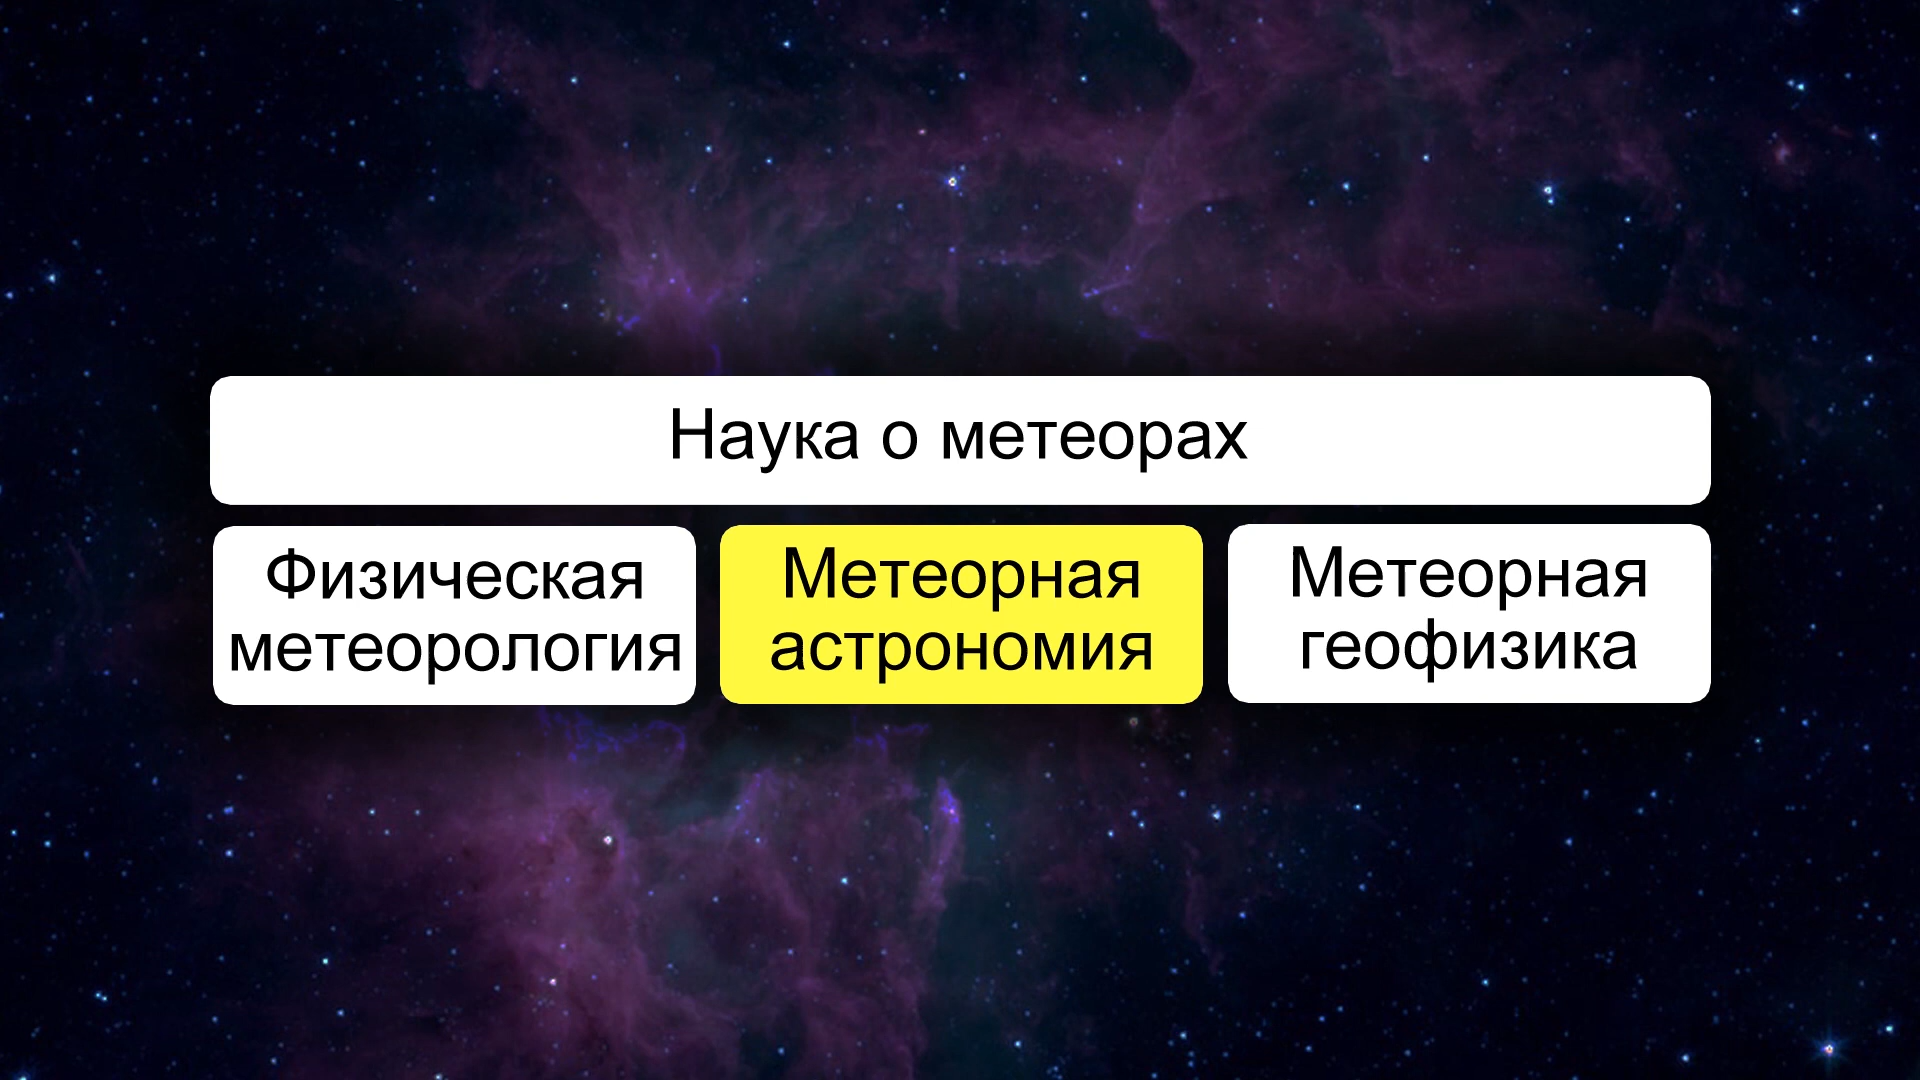 Наука о метеорах
Физическая
метеорология
Метеорная
астрономия
Метеорная
геофизика